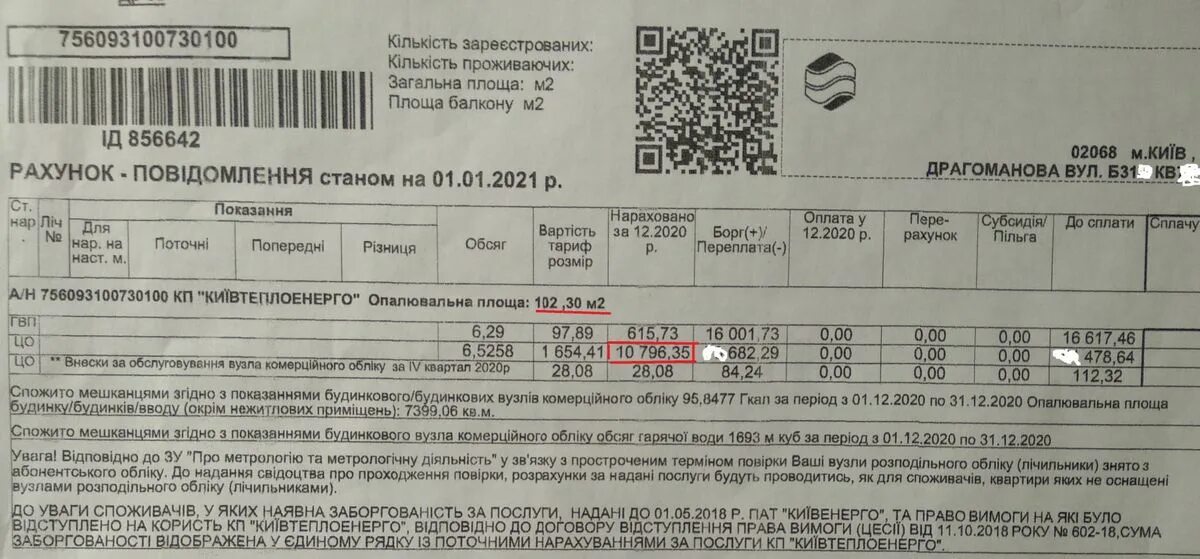 756093100730100
ІД 856642
Кількість зареєстрованих:
Кількість проживаючих:
Загальна площа: м2
Площа балкону м2
02068 м.КИЇВ ,
ДРАГОМАНОВА ВУЛ. Б31 КВ
РАХУНОК - ПОВІДОМЛЕННЯ станом на 01.01.2021 р.
Ст. нар . Ліч № Показання Обсяг Вартість тариф розмір Нараховано за 12.2020 р. Борг(+)/ Переплата(-) Оплата у 12.2020 р. Пере- рахунок Субсидія/ Пільга До сплати Сплачу
Для нар. на наст. м. Поточні Попередні Різниця
А/Н 756093100730100 КП "КИЇВТЕПЛОЕНЕРГО" Опалювальна площа: 102 ,30 м2
ГВП 6,29 97,89 615,73 16 001,73 0,00 0,00 0,00 16 617,46
ЦО 6,5258 1 654,41 10 796,35 682,29 0,00 0,00 0,00 478,64
ЦО ** Внески за обслуговування вузла комерційного обліку за IV квартал 2020р 28,08 28,08 84,24 0,00 0,00 0,00 112,32
Спожито мешканцями згідно з показаннями будинкового/будинкових вузлів комерційного обліку 95,8477 Гкал за період з 01.12.2020 по 31.12.2020 Опалювальна площа
будинку/будинків/вводу (окрім нежитлових приміщень): 7399,06 кв.м.
Спожито мешканцями згідно з показаннями будинкового вузла комерційного обліку обсяг гарячої води 1693 м куб за період з 01.12.2020 по 31.12.2020
Увага! Відповідно до ЗУ "Про метрологію та метрологічну діяльність" у зв'язку з простроченим терміном повірки Ваші вузли розподільного обліку (лічильники) знято з
абонентського обліку. До надання свідоцтва про проходження повірки, розрахунки за надані послуги будуть проводитись, як для споживачів, квартири яких не оснащені
вузлами розподільного обліку (лічильниками).
ДО УВАГИ СПОЖИВАЧІВ, У ЯКИХ НАЯВНА ЗАБОРГОВАНІСТЬ ЗА ПОСЛУГИ, НАДАНІ ДО 01.05.2018 Р. ПАТ "КИЇВЕНЕРГО", ТА ПРАВО ВИМОГИ НА ЯКІ БУЛО
ВІДСТУПЛЕНО НА КОРИСТЬ КП "КИЇВТЕПЛОЕНЕРГО", ВІДПОВІДНО ДО ДОГОВОРУ ВІДСТУПЛЕННЯ ПРАВА ВИМОГИ (ЦЕСІЇ) ВІД 11.10.2018 РОКУ № 602-18,СУМА
ЗАБОРГОВАНОСТІ ВІДОБРАЖЕНА У ЄДИНОМУ РЯДКУ ІЗ ПОТОЧНИМИ НАРАХУВАННЯМИ ЗА ПОСЛУГИ КП "КИЇВТЕПЛОЕНЕРГО".